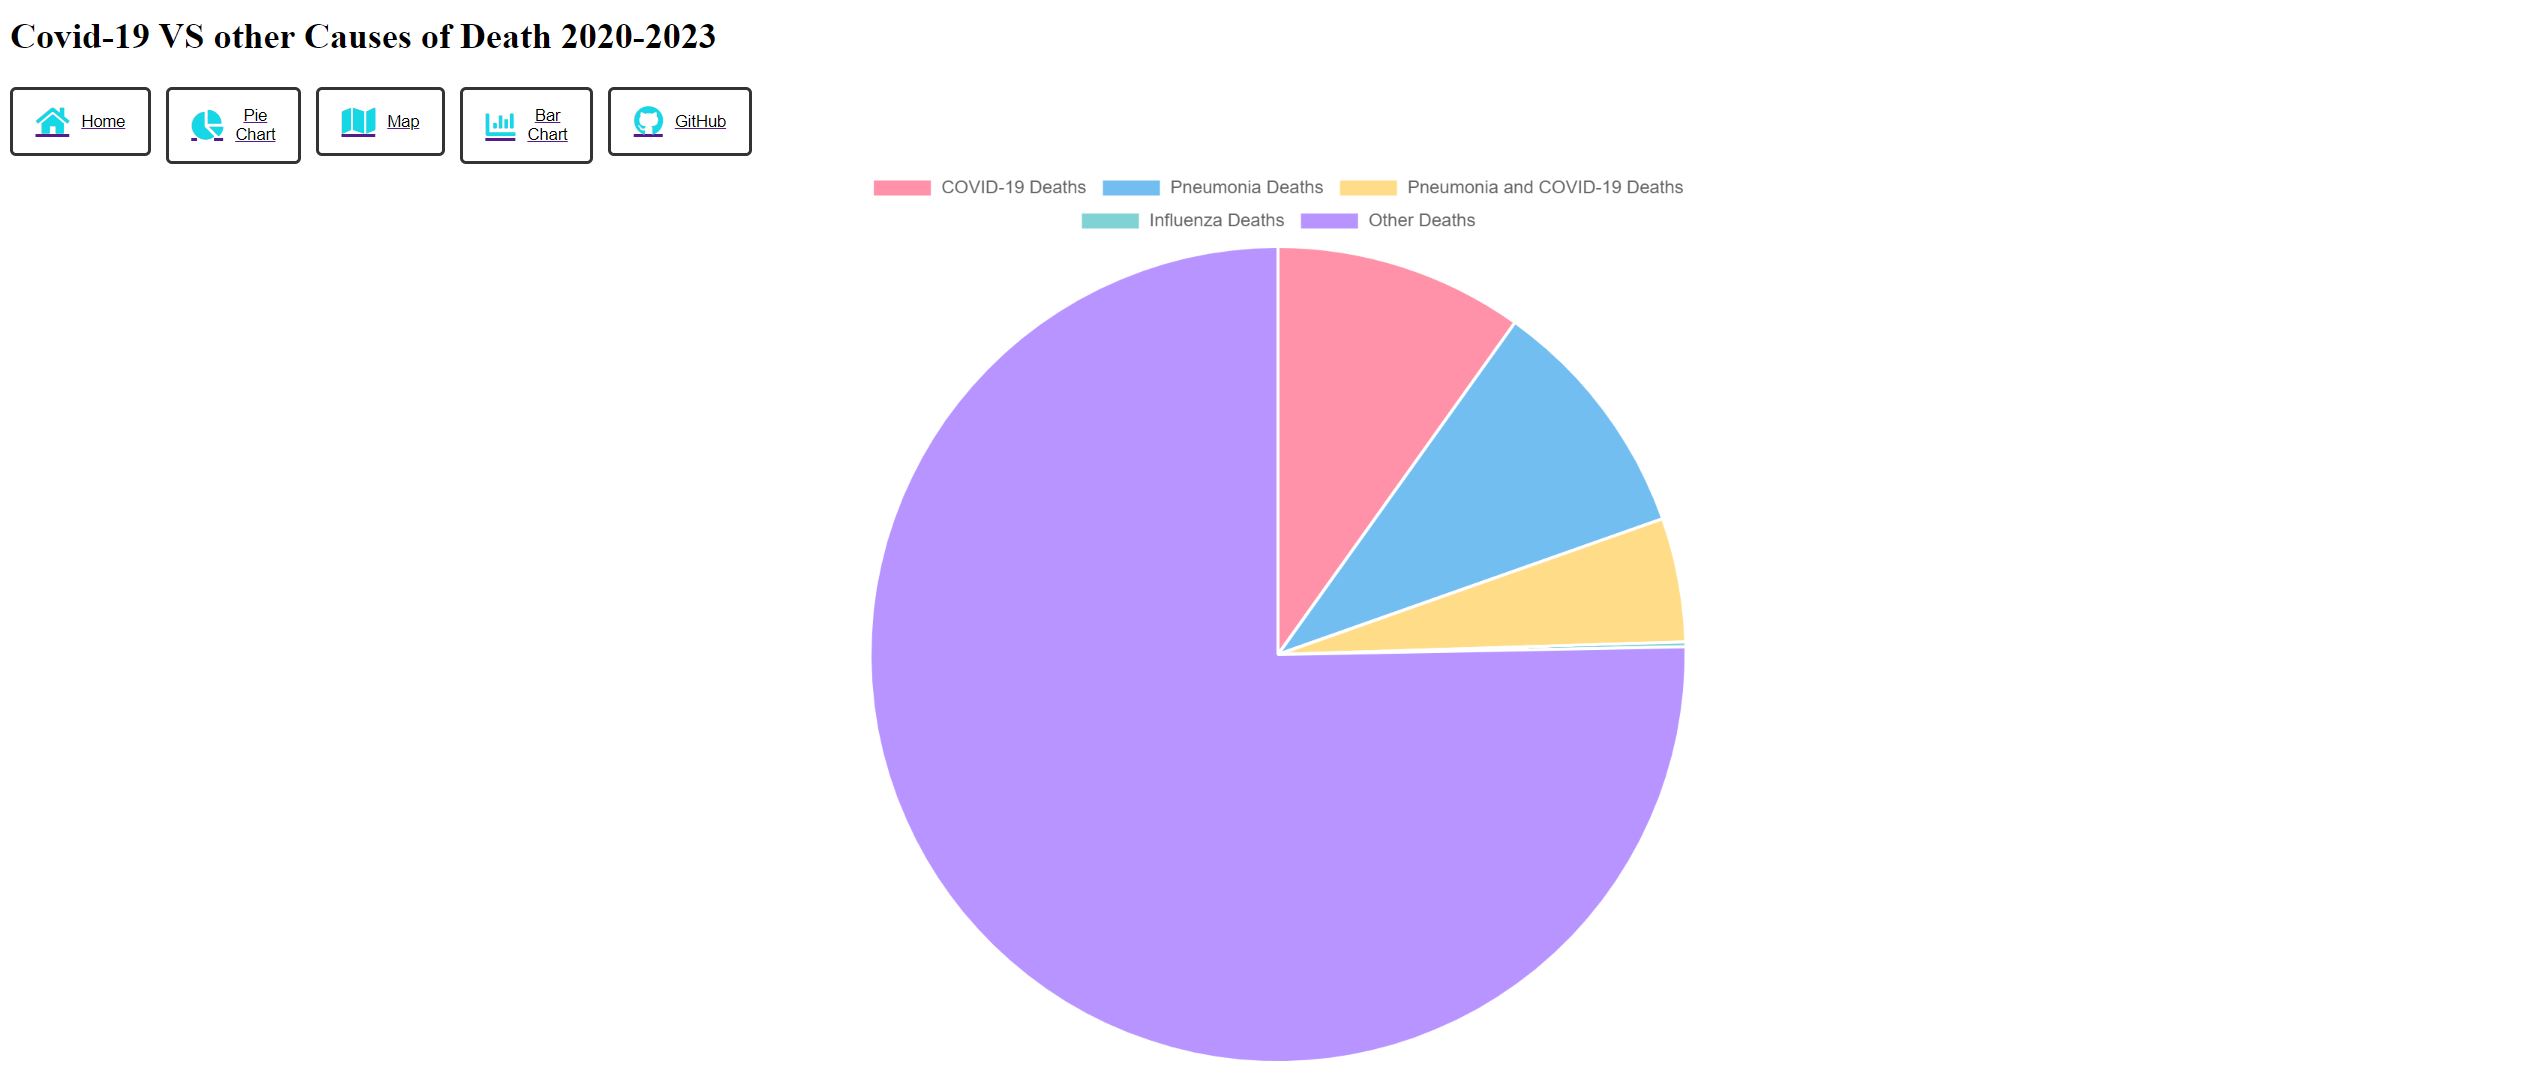 Covid-19 VS other Causes of Death 2020-2023
Home
Pie
Chart
Map
Bar
Chart
GitHub
COVID-19 Deaths Pneumonia Deaths Pneumonia and COVID-19 Deaths
Influenza Deaths Other Deaths